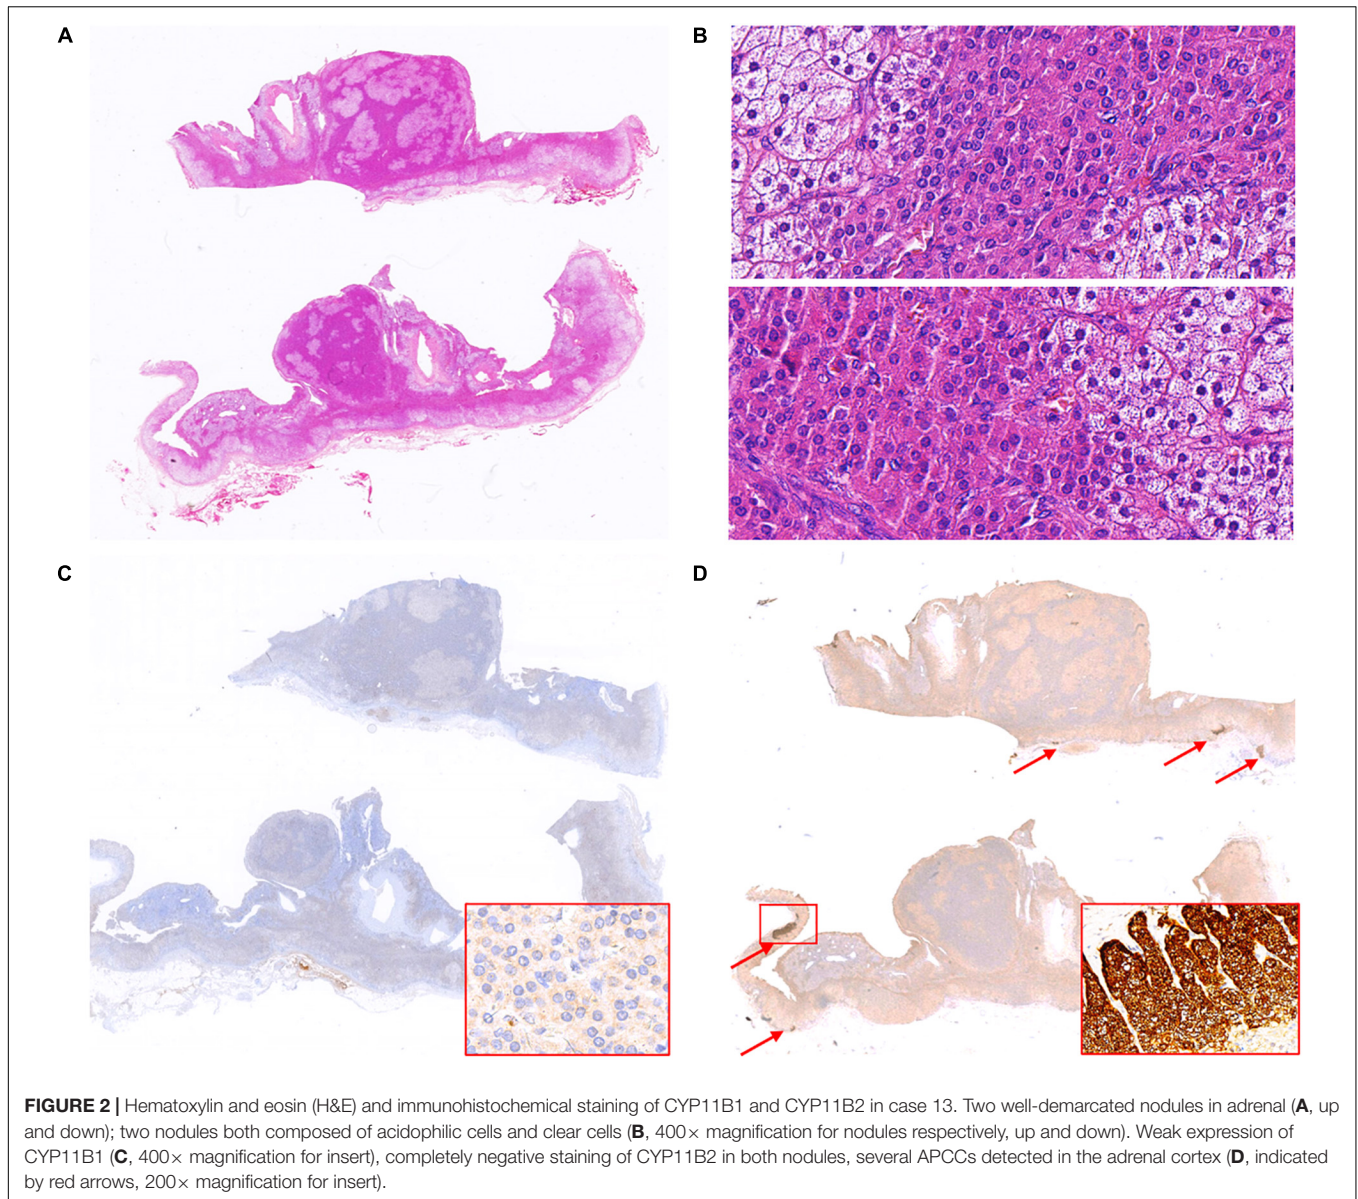 A
B
C
D
FIGURE 2 | Hematoxylin and eosin (H&E) and immunohistochemical staining of CYP11B1 and CYP11B2 in case 13. Two well-demarcated nodules in adrenal (A, up
and down); two nodules both composed of acidophilic cells and clear cells (B, 400× magnification for nodules respectively, up and down). Weak expression of
CYP11B1 (C, 400× magnification for insert), completely negative staining of CYP11B2 in both nodules, several APCCs detected in the adrenal cortex (D, indicated
by red arrows, 200× magnification for insert).